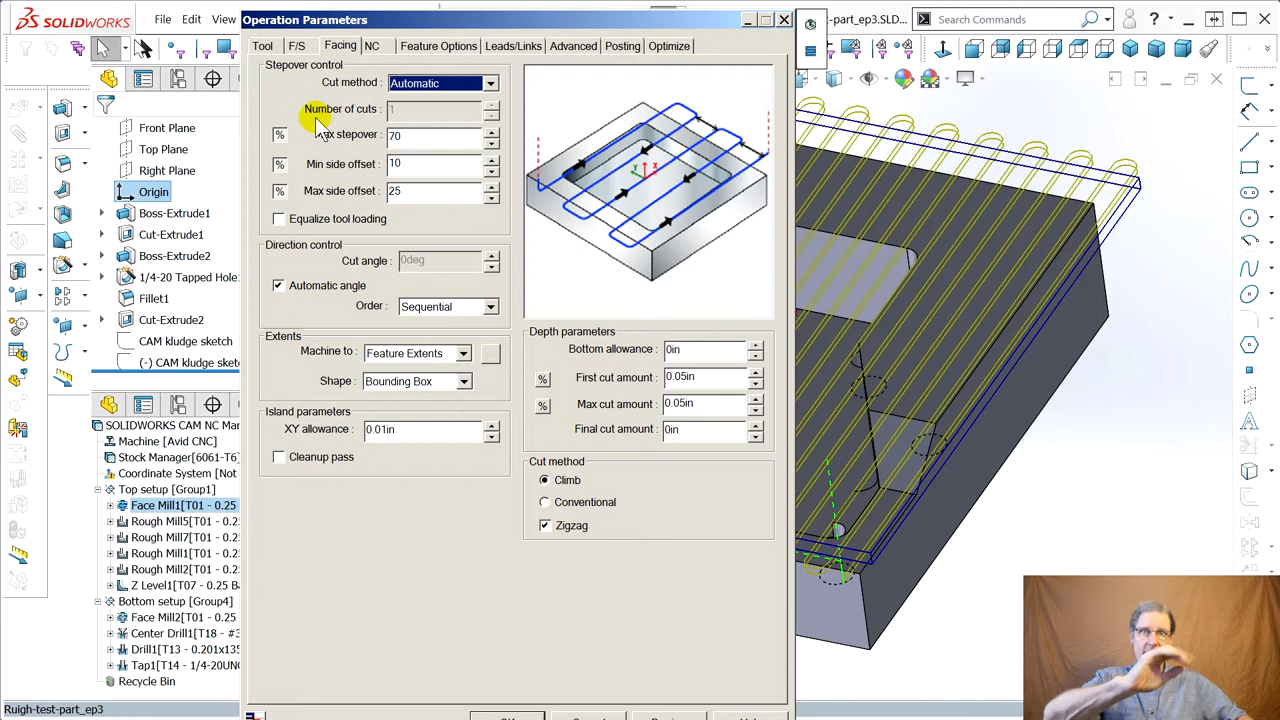 SOLIDWORKS
File
Edit
View
Operation Parameters
-part_ep3.SLD...
Search Commands
?
Tool
F/S
Facing
NC
Feature Options
Leads/Links
Advanced
Posting
Optimize
Stepover control
Cut method : Automatic
Number of cuts: 1
% Max stepover : 70
% Min side offset : 10
% Max side offset : 25
Equalize tool loading
Direction control
Cut angle : 0deg
Automatic angle
Order : Sequential
Extents
Machine to : Feature Extents
...
Shape : Bounding Box
Island parameters
XY allowance : 0.01in
Cleanup pass
Y X
Depth parameters
Bottom allowance : 0in
% First cut amount : 0.05in
% Max cut amount : 0.05in
Final cut amount : 0in
Cut method
Climb
Conventional
Zigzag
Front Plane
Top Plane
Right Plane
Origin
Boss-Extrude1
Cut-Extrude1
Boss-Extrude2
1/4-20 Tapped Hole
Fillet1
Cut-Extrude2
CAM kludge sketch
(-) CAM kludge sket
SOLIDWORKS CAM NC Mar
Machine [Avid CNC]
Stock Manager[6061-T6]
Coordinate System [Not
Top setup [Group1]
Face Mill1[T01 - 0.25
Rough Mill5[T01 - 0.2
Rough Mill7[T01 - 0.2
Rough Mill1[T01 - 0.2
Rough Mill2[T01 - 0.2
Z Level1[T07 - 0.25 Ba
Bottom setup [Group4]
Face Mill2[T01 - 0.25
Center Drill1[T18 - #3
Drill1[T13 - 0.201x135
Tap1[T14 - 1/4-20UNC
Recycle Bin
Ruigh-test-part_ep3